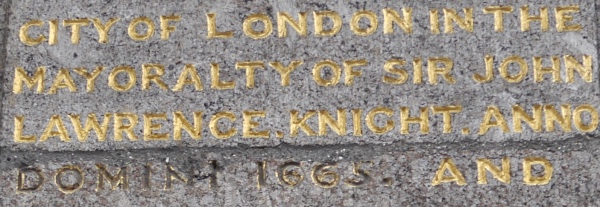 CITY OF LONDON IN THE
MAYORALTY OF SIR JOHN
LAWRENCE, KNIGHT. ANNO
DOMINI 1665. AND